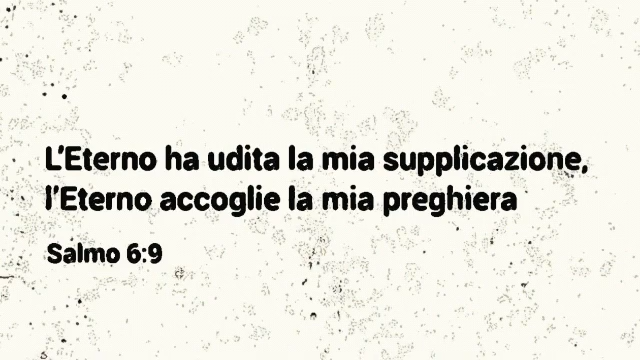 L'Eterno ha udita la mia supplicazione,
l'Eterno accoglie la mia preghiera
Salmo 6:9